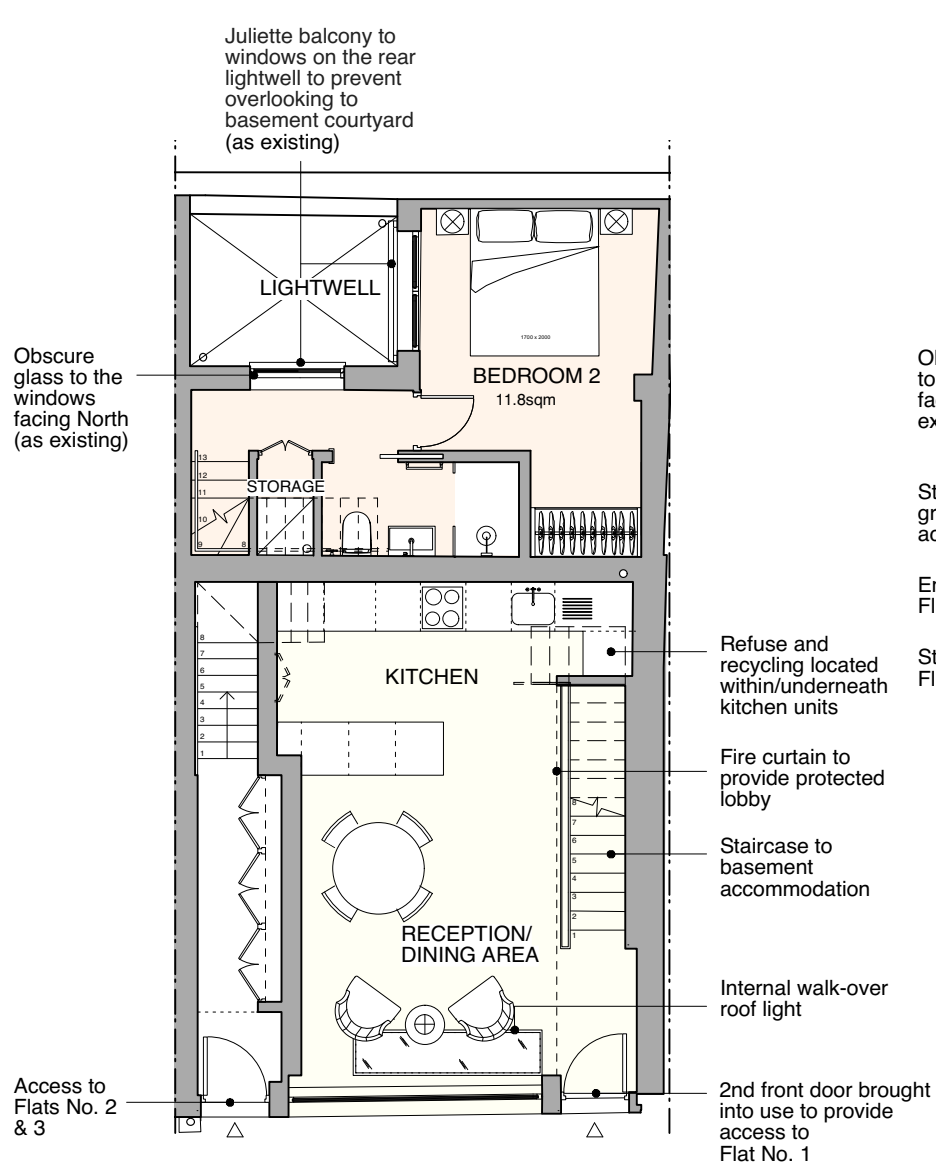 Juliette balcony to
windows on the rear
lightwell to prevent
overlooking to
basement courtyard
(as existing)
LIGHTWELL
1700 x 2000
BEDROOM 2
11.8sqm
Obscure
glass to the
windows
facing North
(as existing)
13
12
11
10
9
8
STORAGE
8
7
6
5
4
3
2
1
KITCHEN
Refuse and
recycling located
within/underneath
kitchen units
Fire curtain to
provide protected
lobby
8
7
6
5
4
3
2
1
Staircase to
basement
accommodation
RECEPTION/
DINING AREA
Internal walk-over
roof light
Access to
Flats No. 2
& 3
2nd front door brought
into use to provide
access to
Flat No. 1
to
St
St